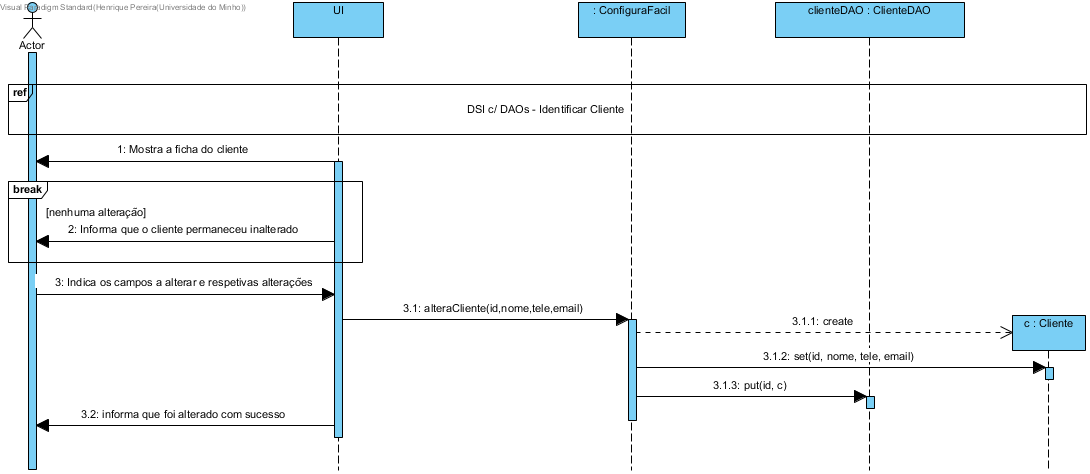 Visual Paradigm Standard(Henrique Pereira(Universidade do Minho))
UI
: ConfiguraFacil
clienteDAO : ClienteDAO
Actor
ref
DSI c/ DAOs - Identificar Cliente
1: Mostra a ficha do cliente
break
[nenhuma alteração]
2: Informa que o cliente permaneceu inalterado
3: Indica os campos a alterar e respetivas alterações
3.1: alteraCliente(id,nome,tele,email)
3.1.1: create
c : Cliente
3.1.2: set(id, nome, tele, email)
3.1.3: put(id, c)
3.2: informa que foi alterado com sucesso